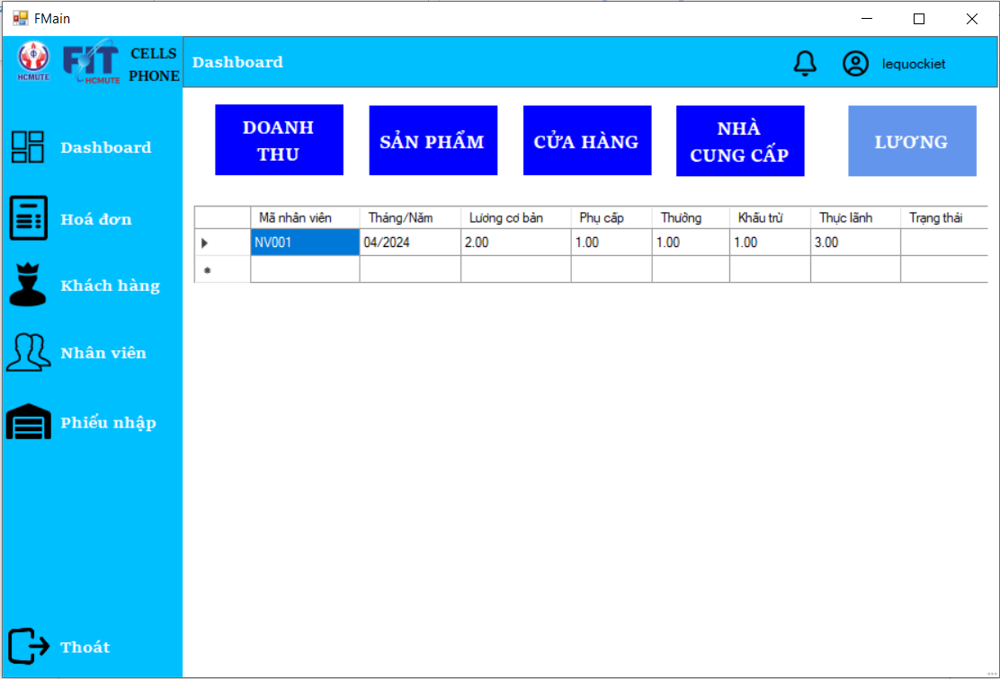 FMain
HCMUTE
FIT
HCMUTE
CELLS
PHONE
Dashboard
lequockiet
Dashboard
Hoá đơn
Khách hàng
Nhân viên
Phiếu nhập
Thoát
DOANH
THU
SẢN PHẨM
CỬA HÀNG
NHÀ
CUNG CẤP
LƯƠNG
Mã nhân viên Tháng/Năm Lương cơ bản Phụ cấp Thưởng Khấu trừ Thực lãnh Trạng thái
NV001 04/2024 2.00 1.00 1.00 1.00 3.00